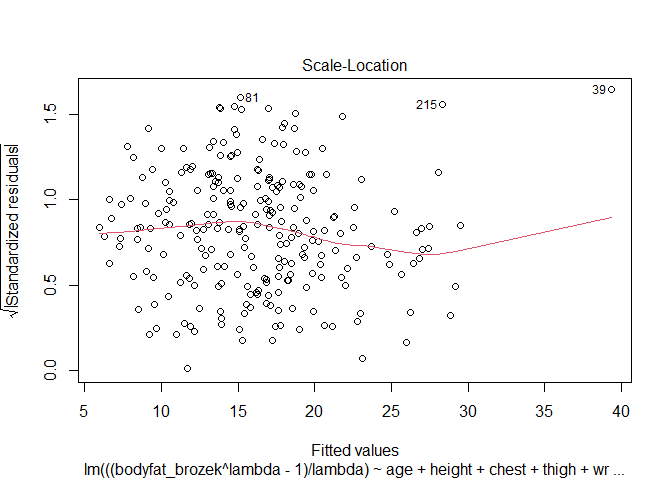 Scale-Location
√|Standardized residuals|
0.0 0.5 1.0 1.5
81
215
39
5 10 15 20 25 30 35 40
Fitted values
lm(((bodyfat_brozek^lambda - 1)/lambda) ~ age + height + chest + thigh + wr ...